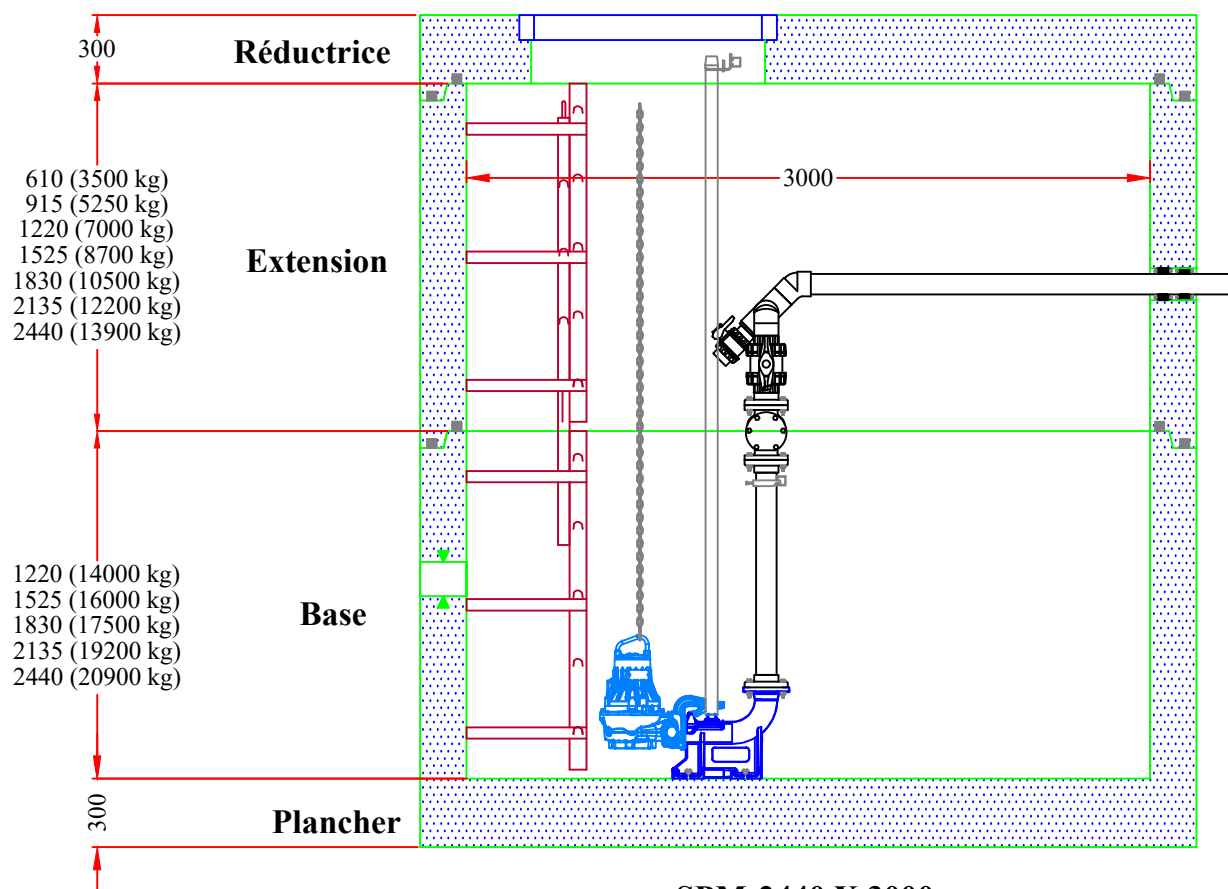 300
Réductrice
3000
610 (3500 kg)
915 (5250 kg)
1220 (7000 kg)
1525 (8700 kg)
1830 (10500 kg)
2135 (12200 kg)
2440 (13900 kg)
Extension
1220 (14000 kg)
1525 (16000 kg)
1830 (17500 kg)
2135 (19200 kg)
2440 (20900 kg)
Base
300
Plancher